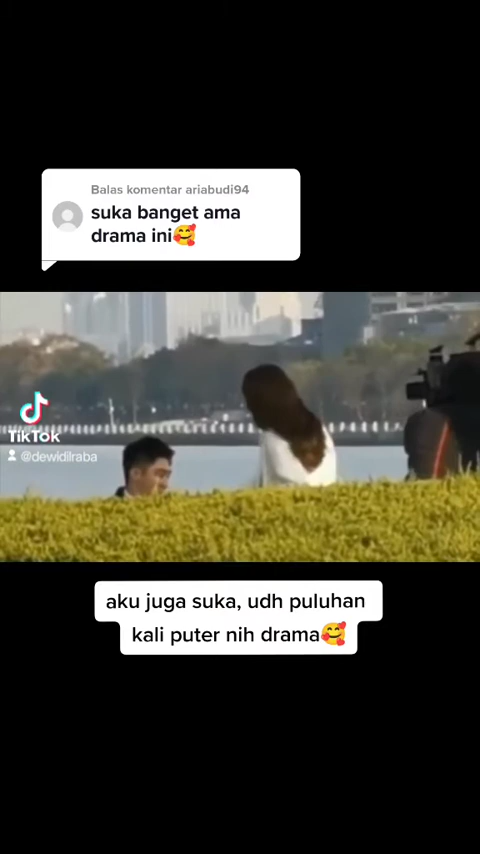 Balas komentar ariabudi94
suka banget ama
drama ini🥰
TikTok
@dewidilraba
aku juga suka, udh puluhan
kali puter nih drama🥰